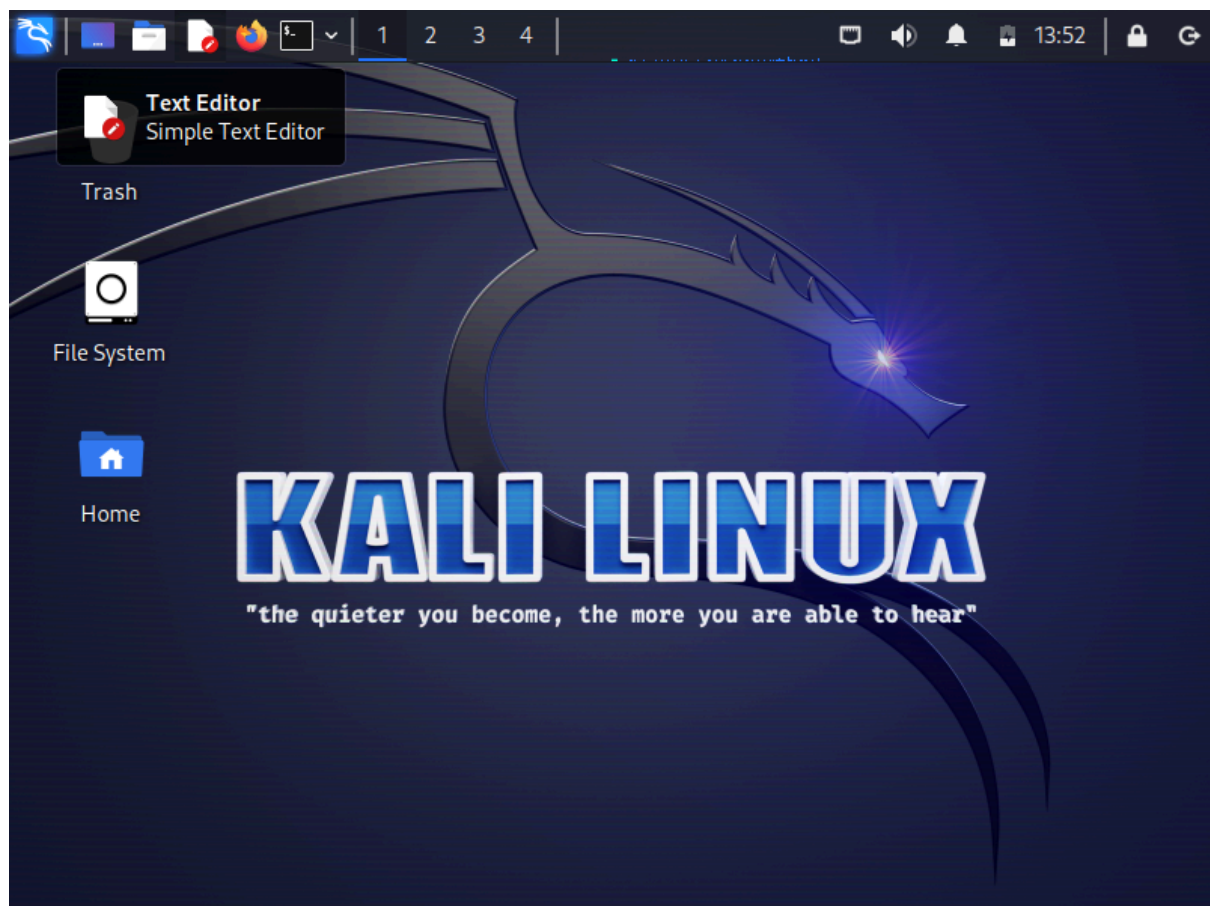 $-
1 2 3 4
13:52
Text Editor
Simple Text Editor
Trash
File System
Home
KALI LINUX
"the quieter you become, the more you are able to hear"